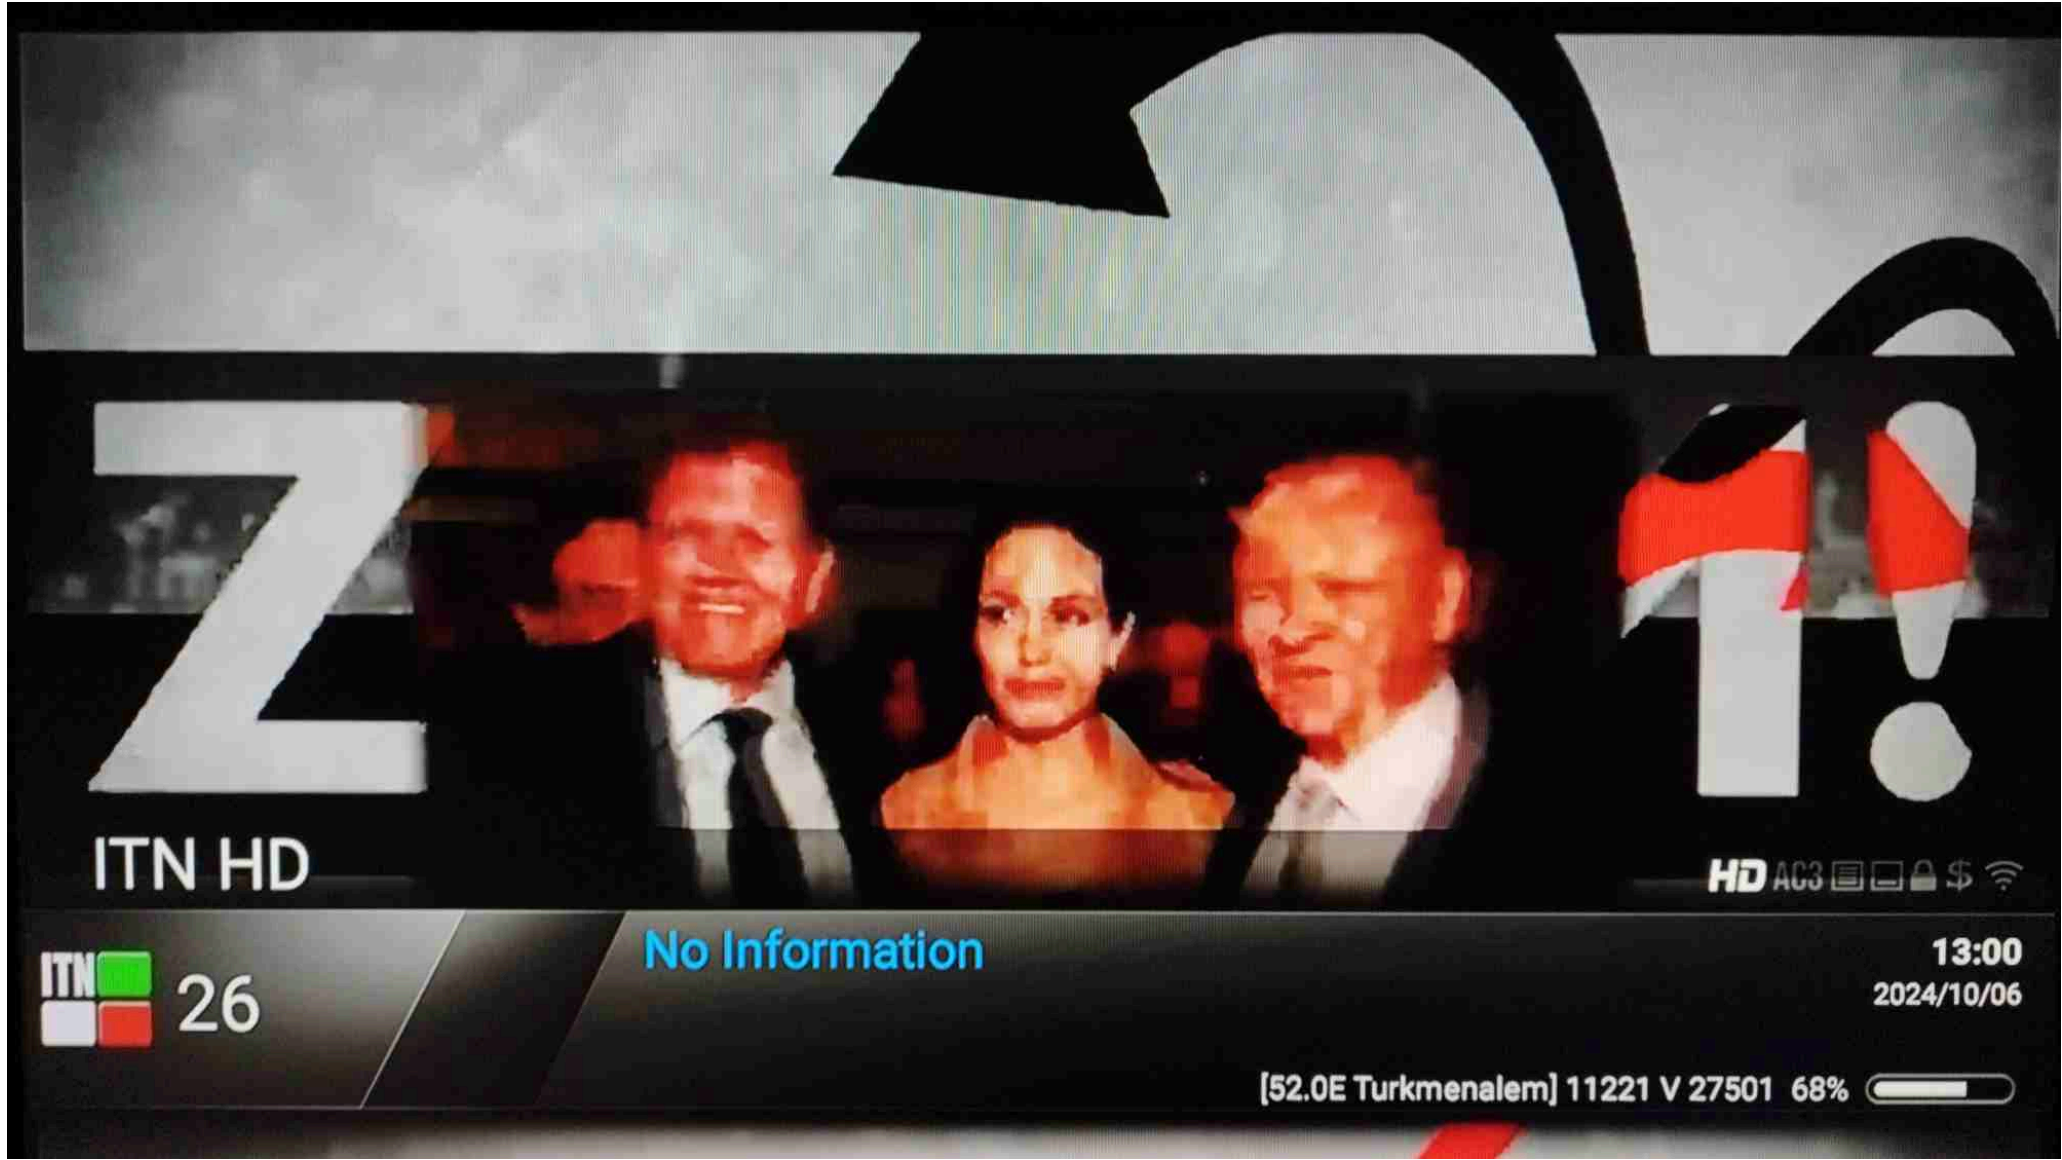 Z 1!
ITN HD
HD AC3 $
ITN
26
No Information
13:00
2024/10/06
[52.0E Turkmenalem] 11221 V 27501 68%